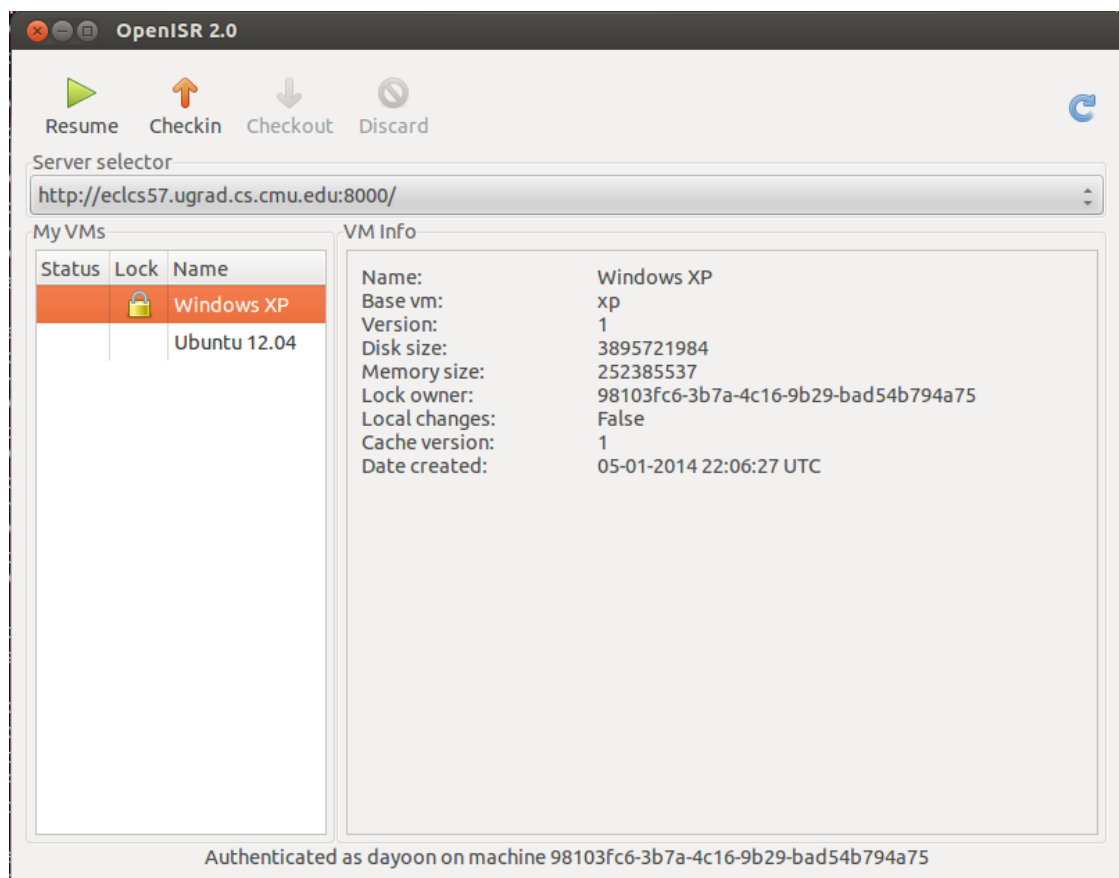 OpenISR 2.0
Resume Checkin Checkout Discard
Server selector
http://eclcs57.ugrad.cs.cmu.edu:8000/
My VMs
Status Lock Name
Windows XP
Ubuntu 12.04
VM Info
Name: Windows XP
Base vm: xp
Version: 1
Disk size: 3895721984
Memory size: 252385537
Lock owner: 98103fc6-3b7a-4c16-9b29-bad54b794a75
Local changes: False
Cache version: 1
Date created: 05-01-2014 22:06:27 UTC
Authenticated as dayoon on machine 98103fc6-3b7a-4c16-9b29-bad54b794a75